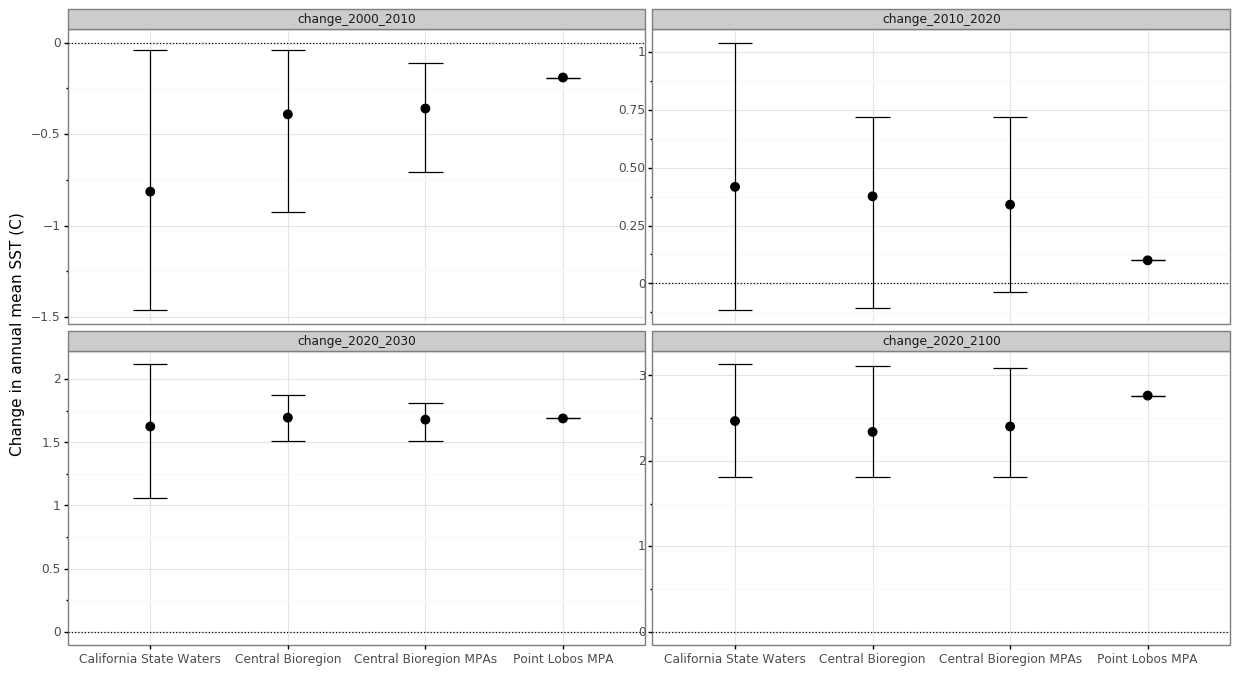 change_2000_2010
change_2010_2020
0
−0.5
−1
−1.5
1
0.75
0.50
0.25
0
Change in annual mean SST (C)
change_2020_2030
change_2020_2100
2
1.5
1
0.5
0
3
2
1
0
California State Waters Central Bioregion Central Bioregion MPAs Point Lobos MPA
California State Waters Central Bioregion Central Bioregion MPAs Point Lobos MPA